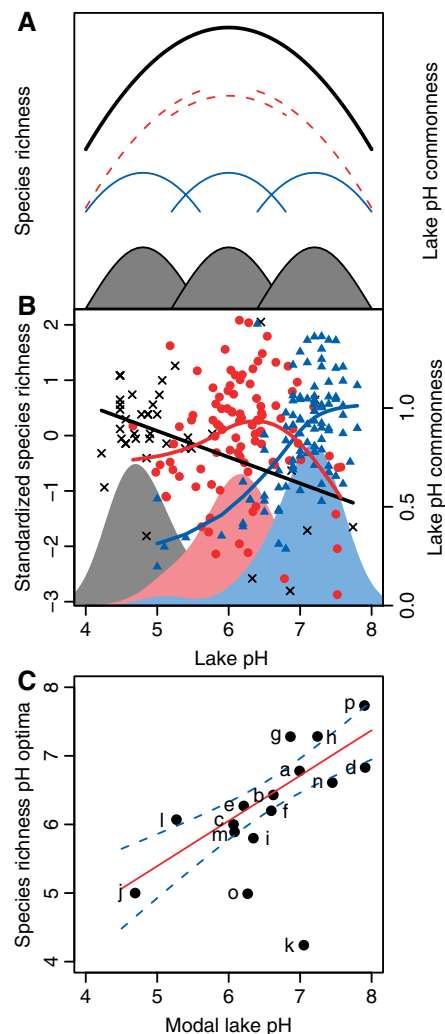 A
Species richness
Lake pH commonness
B
2
1
0
−1
−2
−3
Standardized species richness
1.0
0.5
0.0
Lake pH commonness
4 5 6 7 8
Lake pH
C
8
7
6
5
4
Species richness pH optima
p
g h
a d
b n
e
l c f
m i
j o
k
4 5 6 7 8
Modal lake pH